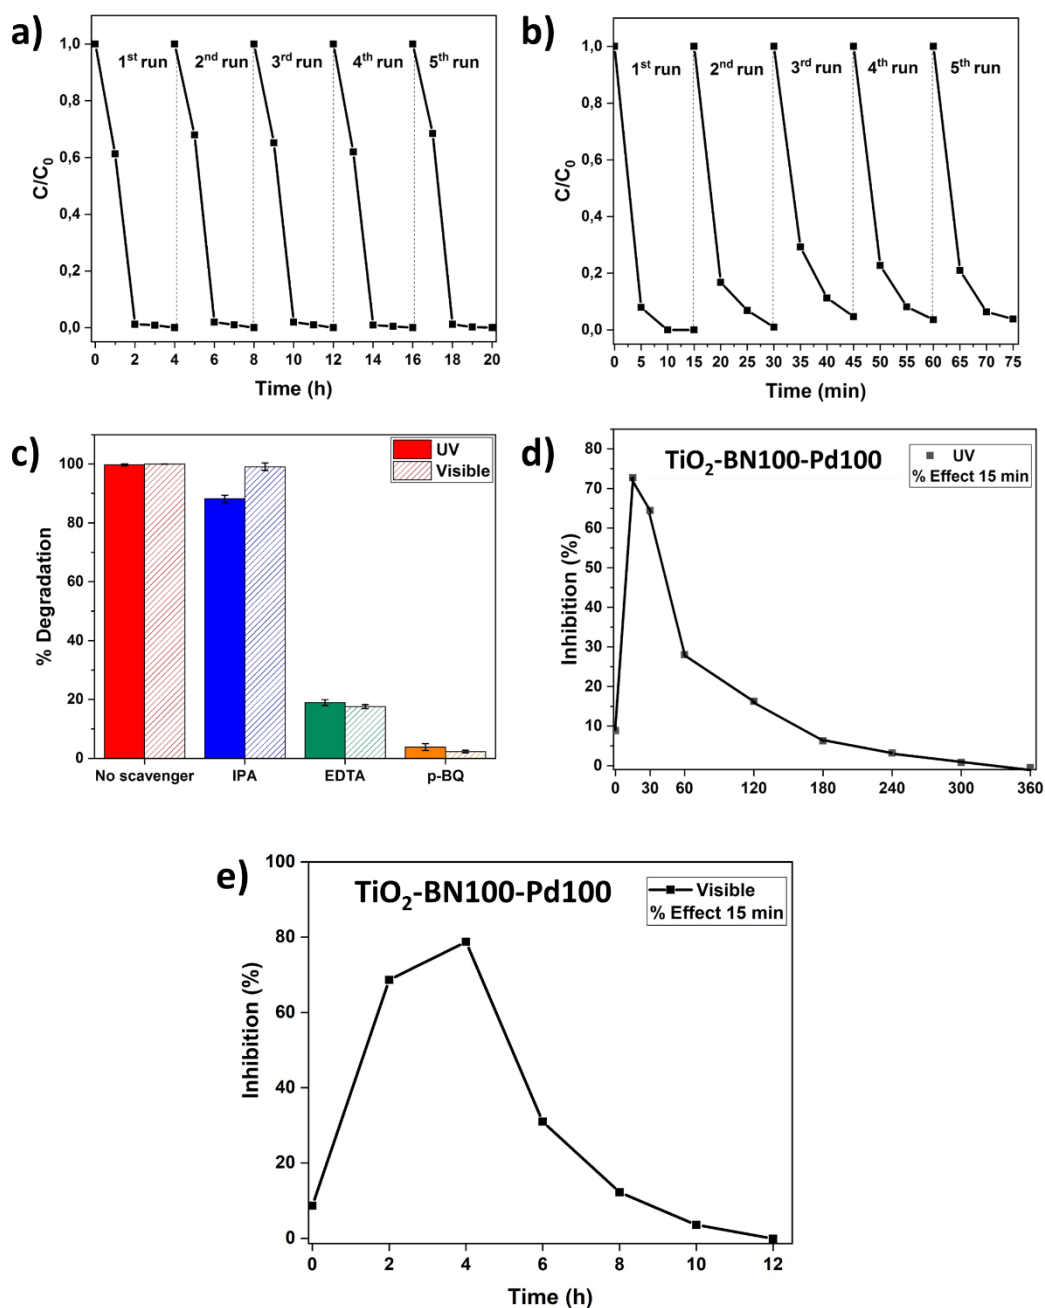 a)
1,0
0,8
0,6
0,4
0,2
0,0
C/C0
1st run
2nd run
3rd run
4th run
5th run
0 2 4 6 8 10 12 14 16 18 20
Time (h)
b)
1,0
0,8
0,6
0,4
0,2
0,0
C/C0
1st run
2nd run
3rd run
4th run
5th run
0 5 10 15 20 25 30 35 40 45 50 55 60 65 70 75
Time (min)
c)
UV
Visible
100
80
60
40
20
0
% Degradation
No scavenger IPA EDTA p-BQ
d)
TiO2-BN100-Pd100
UV
% Effect 15 min
80
70
60
50
40
30
20
10
0
Inhibition (%)
0 30 60 120 180 240 300 360
e)
TiO2-BN100-Pd100
Visible
% Effect 15 min
100
80
60
40
20
0
Inhibition (%)
0 2 4 6 8 10 12
Time (h)